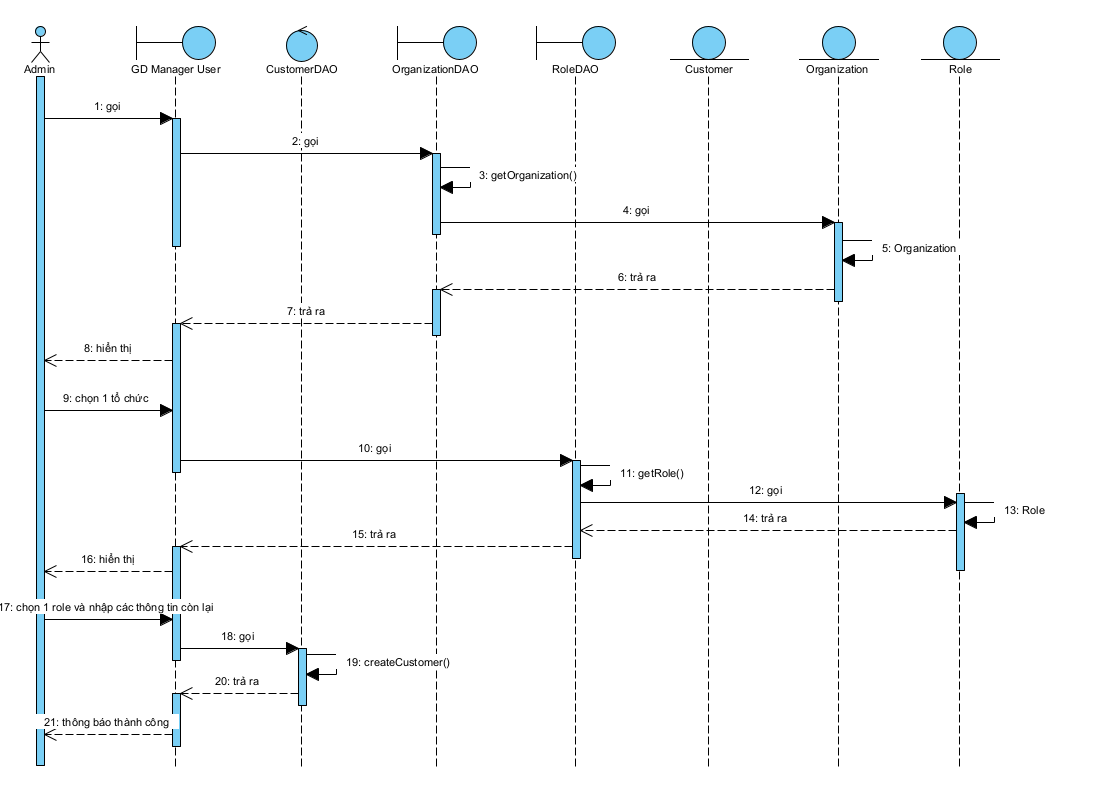 Admin
GD Manager User
CustomerDAO
OrganizationDAO
RoleDAO
Customer
Organization
Role
1: gọi
2: gọi
3: getOrganization()
4: gọi
5: Organization
6: trả ra
7: trả ra
8: hiển thị
9: chọn 1 tổ chức
10: gọi
11: getRole()
12: gọi
13: Role
14: trả ra
15: trả ra
16: hiển thị
17: chọn 1 role và nhập các thông tin còn lại
18: gọi
19: createCustomer()
20: trả ra
21: thông báo thành công